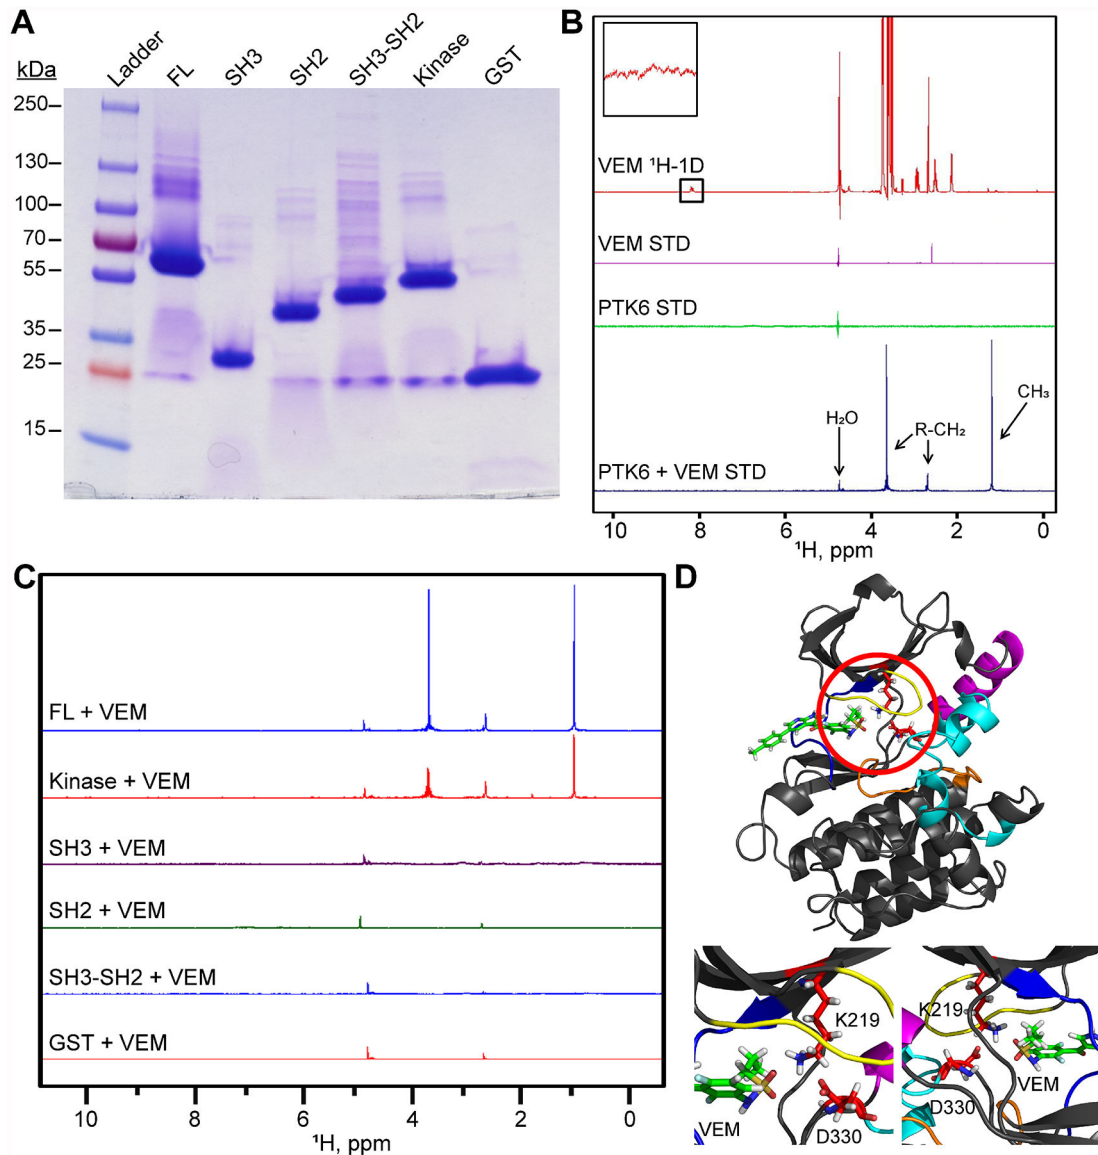 A
kDa
Ladder
FL
SH3
SH2
SH3-SH2
Kinase
GST
250
130
100
70
55
35
25
15
B
VEM ¹H-1D
VEM STD
PTK6 STD
H₂O
R-CH₂
CH₃
PTK6 + VEM STD
10 8 6 4 2 0
¹H, ppm
C
FL + VEM
Kinase + VEM
SH3 + VEM
SH2 + VEM
SH3-SH2 + VEM
GST + VEM
10 8 6 4 2 0
¹H, ppm
D
K219
VEM
D330
K219
VEM
D330